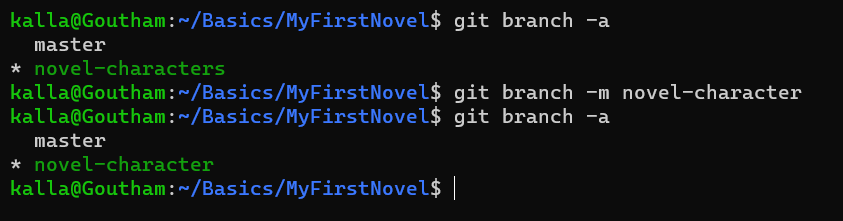 kalla@Goutham:~/Basics/MyFirstNovel$ git branch -a
  master
* novel-characters
kalla@Goutham:~/Basics/MyFirstNovel$ git branch -m novel-character
kalla@Goutham:~/Basics/MyFirstNovel$ git branch -a
  master
* novel-character
kalla@Goutham:~/Basics/MyFirstNovel$